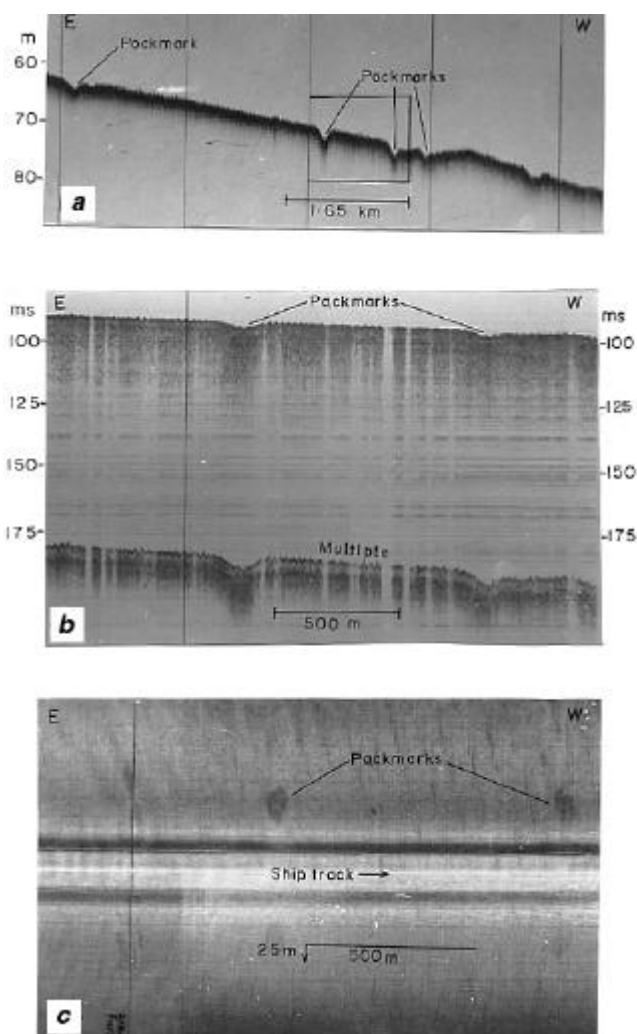 E
W
m
Pockmark
Pockmarks
60
70
80
1·65 km
a
E
W
ms
ms
Pockmarks
100
100
125
125
150
150
175
175
Multiple
500 m
b
E
W
Pockmarks
Ship track →
25m
500m
c